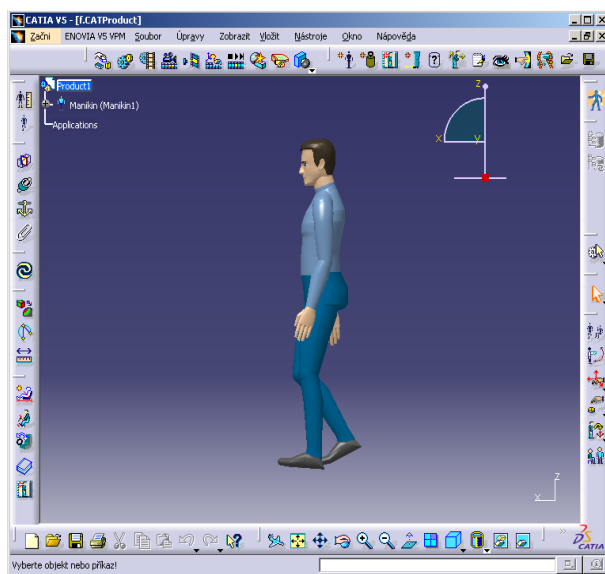 CATIA V5 - [f.CATProduct]
Začni ENOVIA V5 VPM Soubor Úpravy Zobrazit Vložit Nástroje Okno Nápověda
Product1
Manikin (Manikin1)
Applications
z
x y
z
x
CATIA
Vyberte objekt nebo příkaz!